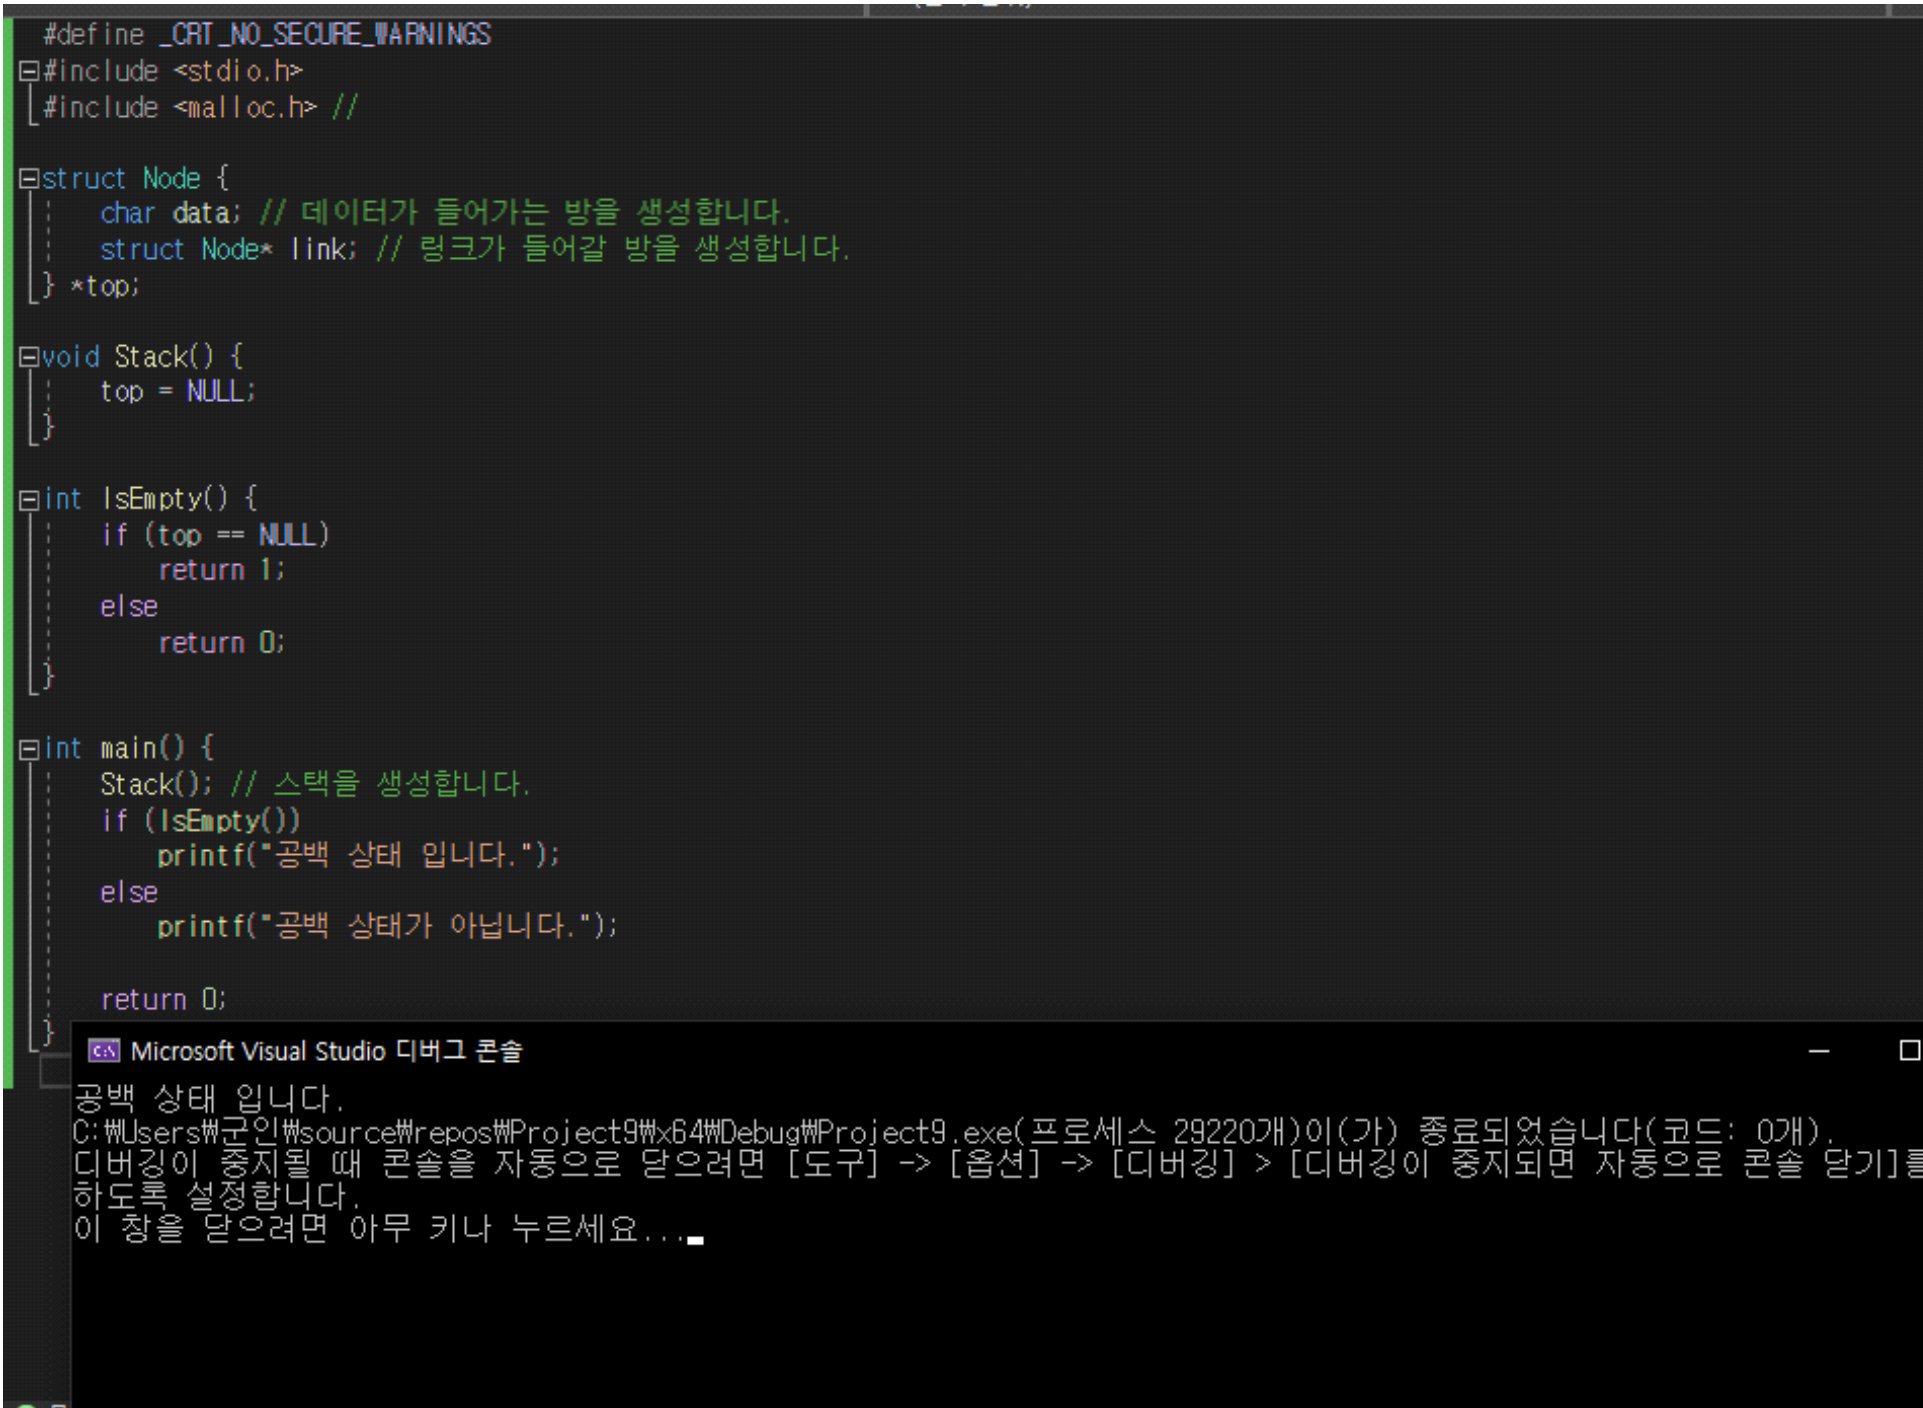 #define _CRT_NO_SECURE_WARNINGS
#include <stdio.h>
#include <malloc.h> //
struct Node {
char data; // 데이터가 들어가는 방을 생성합니다.
struct Node* link; // 링크가 들어갈 방을 생성합니다.
} *top;
void Stack() {
top = NULL;
}
int IsEmpty() {
if (top == NULL)
return 1;
else
return 0;
}
int main() {
Stack(); // 스택을 생성합니다.
if (IsEmpty())
printf("공백 상태 입니다.");
else
printf("공백 상태가 아닙니다.");
return 0;
}
Microsoft Visual Studio 디버그 콘솔
공백 상태 입니다.
C:₩Users₩군인₩source₩repos₩Project9₩x64₩Debug₩Project9.exe(프로세스 29220개)이(가) 종료되었습니다(코드: 0개).
디버깅이 중지될 때 콘솔을 자동으로 닫으려면 [도구] -> [옵션] -> [디버깅] > [디버깅이 중지되면 자동으로 콘솔 닫기]를
하도록 설정합니다.
이 창을 닫으려면 아무 키나 누르세요...